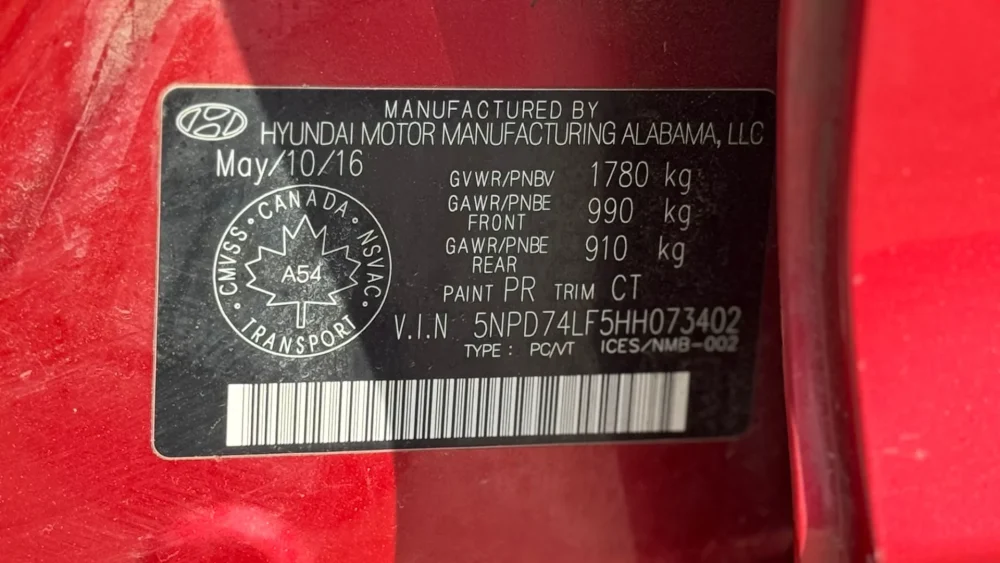 MANUFACTURED BY
HYUNDAI MOTOR MANUFACTURING ALABAMA, LLC
May/10/16
GVWR/PNBV 1780 kg
GAWR/PNBE FRONT 990 kg
GAWR/PNBE REAR 910 kg
CANADA • NSVAC • TRANSPORT • CMVSS •
A54
PAINT PR TRIM CT
V.I.N 5NPD74LF5HH073402
TYPE : PC/VT ICES/NMB-002